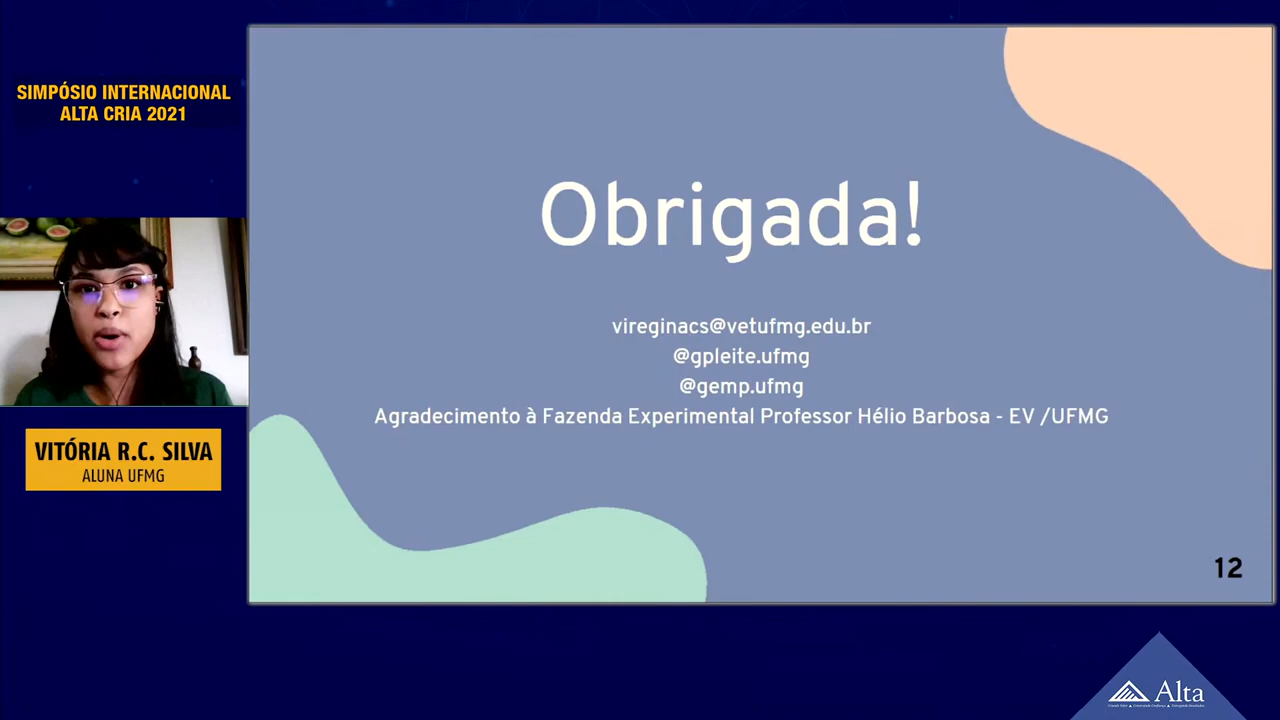 SIMPÓSIO INTERNACIONAL
ALTA CRIA 2021
VITÓRIA R.C. SILVA
ALUNA UFMG
Obrigada!
vireginacs@vetufmg.edu.br
@gpleite.ufmg
@gemp.ufmg
Agradecimento à Fazenda Experimental Professor Hélio Barbosa - EV /UFMG
12
Alta